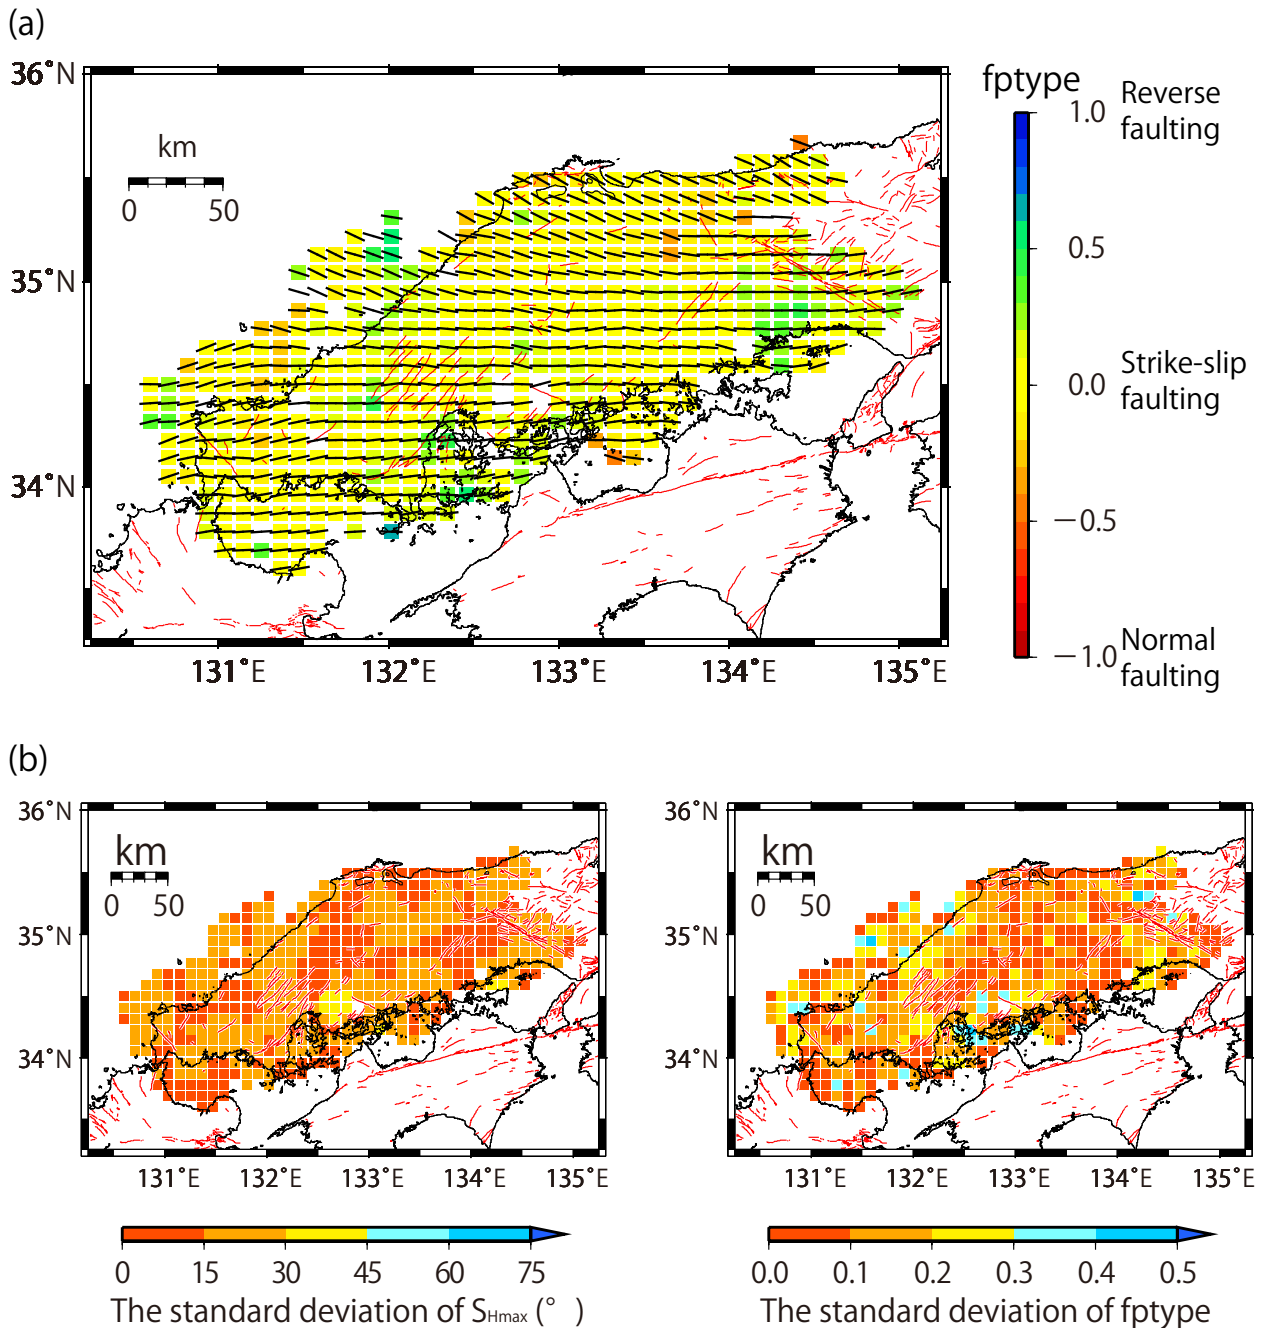 (a)
36°N
35°N
34°N
km
0 50
131°E 132°E 133°E 134°E 135°E
fptype
1.0
0.5
0.0
−0.5
−1.0
Reverse
faulting
Strike-slip
faulting
Normal
faulting
(b)
36°N
35°N
34°N
km
0 50
131°E 132°E 133°E 134°E 135°E
0 15 30 45 60 75
The standard deviation of SHmax (° )
36°N
35°N
34°N
km
0 50
131°E 132°E 133°E 134°E 135°E
0.0 0.1 0.2 0.3 0.4 0.5
The standard deviation of fptype